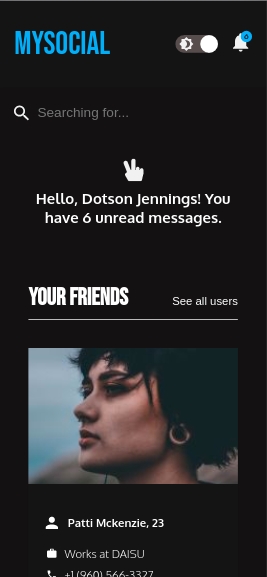 MYSOCIAL
6
Searching for...
Hello, Dotson Jennings! You
have 6 unread messages.
YOUR FRIENDS
See all users
Patti Mckenzie, 23
Works at DAISU
+1 (960) 566-3327